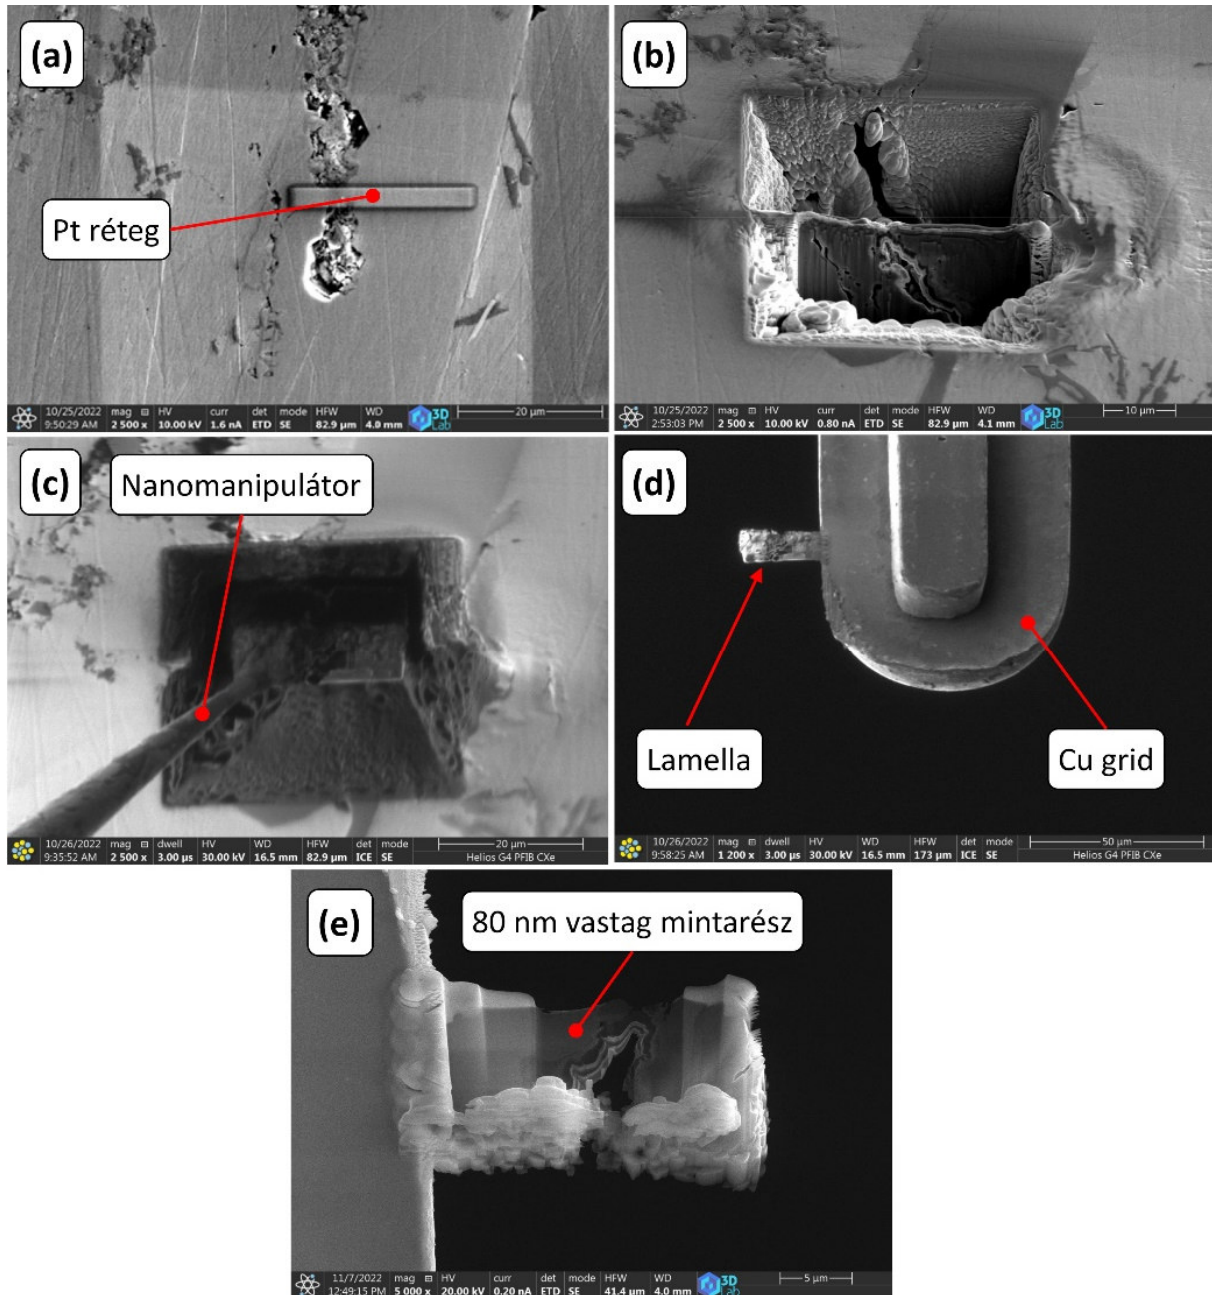 (a)
Pt réteg
10/25/2022 mag HV curr det mode HFW WD
9:50:29 AM 2 500 x 10.00 kV 1.6 nA ETD SE 82.9 µm 4.0 mm 3D Lab 20 µm
(b)
10/25/2022 mag HV curr det mode HFW WD
2:53:03 PM 2 500 x 10.00 kV 0.80 nA ETD SE 82.9 µm 4.1 mm 3D Lab 10 µm
(c)
Nanomanipulátor
10/26/2022 mag dwell HV WD HFW det mode 20 µm
9:35:52 AM 2 500 x 3.00 µs 30.00 kV 16.5 mm 82.9 µm ICE SE Helios G4 PFIB CXe
(d)
Lamella
Cu grid
10/26/2022 mag dwell HV WD HFW det mode 50 µm
9:58:25 AM 1 200 x 3.00 µs 30.00 kV 16.5 mm 173 µm ICE SE Helios G4 PFIB CXe
(e)
80 nm vastag mintarész
11/7/2022 mag HV curr det mode HFW WD
12:49:15 PM 5 000 x 20.00 kV 0.20 nA ETD SE 41.4 µm 4.0 mm 3D Lab 5 µm